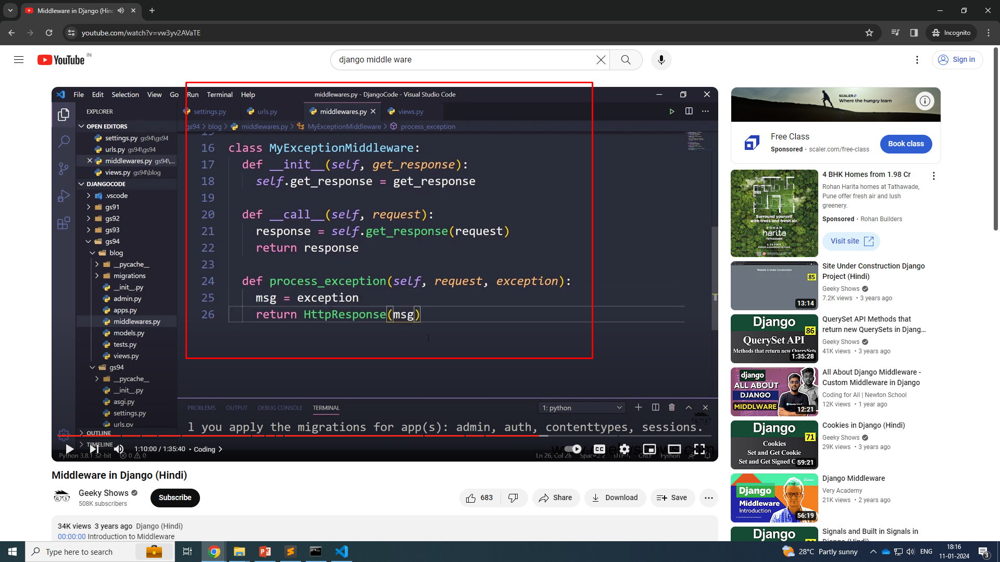 Middleware in Django (Hin
youtube.com/watch?v=vw3yv2AVaTE
Incognito
YouTube IN
django middle ware
Sign in
File Edit Selection View Go Run Terminal Help
middlewares.py - DjangoCode - Visual Studio Code
EXPLORER
settings.py urls.py middlewares.py views.py
gs94 > blog > middlewares.py > MyExceptionMiddleware > process_exception
OPEN EDITORS
settings.py gs94\gs94
urls.py gs94\gs94
middlewares.py gs94\...
views.py gs94\blog
DJANGOCODE
.vscode
gs91
gs92
gs93
gs94
blog
__pycache__
migrations
__init__.py
admin.py
apps.py
middlewares.py
models.py
tests.py
views.py
gs94
__pycache__
__init__.py
asgi.py
settings.py
urls.py
OUTLINE
TIMELINE
15
16 class MyExceptionMiddleware:
17 def __init__(self, get_response):
18 self.get_response = get_response
19
20 def __call__(self, request):
21 response = self.get_response(request)
22 return response
23
24 def process_exception(self, request, exception):
25 msg = exception
26 return HttpResponse(msg)
PROBLEMS OUTPUT DEBUG CONSOLE TERMINAL
1: python
l you apply the migrations for app(s): admin, auth, contenttypes, sessions.
1:10:00 / 1:35:40 • Coding >
www.geekyshows.com
Python 3.8.1 32-bit 0 0
Ln 26, Col 28 Spaces: 2 UTF-8 CRLF Python
Middleware in Django (Hindi)
Geeky Shows
508K subscribers
Subscribe
683
Share
Download
Save
34K views 3 years ago Django (Hindi)
00:00:00 Introduction to Middleware
SCALER
Where the hungry learn
Free Class
Sponsored · scaler.com/free-class
Book class
Surround yourself
with trees and fresh air.
ROHAN
harita
TATHAWADE
4 BHK Homes from 1.98 Cr
Rohan Harita homes at Tathawade,
Pune offer fresh air and lush
greenery.
Sponsored · Rohan Builders
Visit site
Website is Under Construction
85
13:14
Site Under Construction Django
Project (Hindi)
Geeky Shows
7.2K views • 3 years ago
Django
86
QuerySet API
Methods that return new QuerySets
1:35:28
QuerySet API Methods that
return new QuerySets in Djang...
Geeky Shows
41K views • 3 years ago
django
ALL ABOUT
DJANGO
MIDDLWARE
12:21
All About Django Middleware -
Custom Middleware in Django
Coding for All | Newton School
12K views • 1 year ago
Django
71
Cookies
Set and Get Cookie
Set and Get Signed C
59:21
Cookies in Django (Hindi)
Geeky Shows
29K views • 3 years ago
Django
Middleware
Introduction
56:19
Django Middleware
Very Academy
21K views • 2 years ago
Django
Signals and Built in Signals in
Django (Hindi)
Type here to search
28°C Partly sunny
ENG
18:16
11-01-2024
3